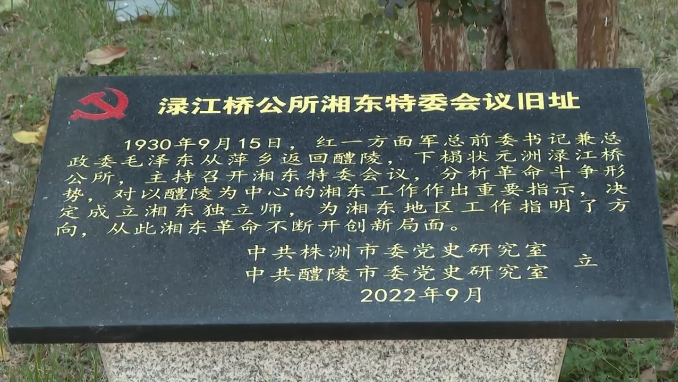 渌江桥公所湘东特委会议旧址
1930年9月15日，红一方面军总前委书记兼总
政委毛泽东从萍乡返回醴陵，下榻状元洲渌江桥
公所，主持召开湘东特委会议，分析革命斗争形
势，对以醴陵为中心的湘东工作作出重要指示，决
定成立湘东独立师，为湘东地区工作指明了方
向，从此湘东革命不断开创新局面。
中共株洲市委党史研究室
中共醴陵市委党史研究室 立
2022年9月